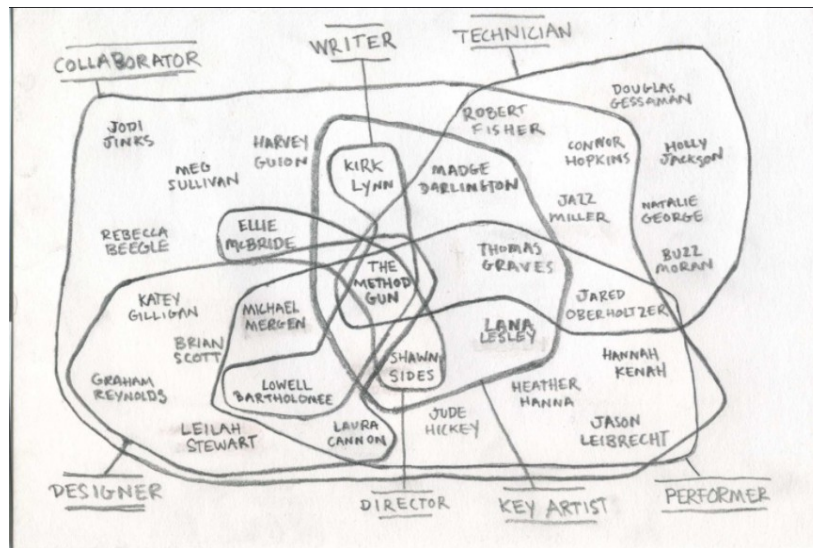 COLLABORATOR
WRITER
TECHNICIAN
JODI
JINKS
MEG
SULLIVAN
HARVEY
GUION
KIRK
LYNN
ROBERT
FISHER
MADGE
DARLINGTON
DOUGLAS
GESSAMAN
CONNOR
HOPKINS
HOLLY
JACKSON
JAZZ
MILLER
NATALIE
GEORGE
BUZZ
MORAN
REBECCA
BEEGLE
ELLIE
McBRIDE
THE
METHOD
GUN
THOMAS
GRAVES
KATEY
GILLIGAN
MICHAEL
MERGEN
JARED
OBERHOLTZER
BRIAN
SCOTT
LANA
LESLEY
GRAHAM
REYNOLDS
LOWELL
BARTHOLOMEE
SHAWN
SIDES
HANNAH
KENAH
HEATHER
HANNA
LEILAH
STEWART
LAURA
CANNON
JUDE
HICKEY
JASON
LEIBRECHT
DESIGNER
DIRECTOR
KEY ARTIST
PERFORMER